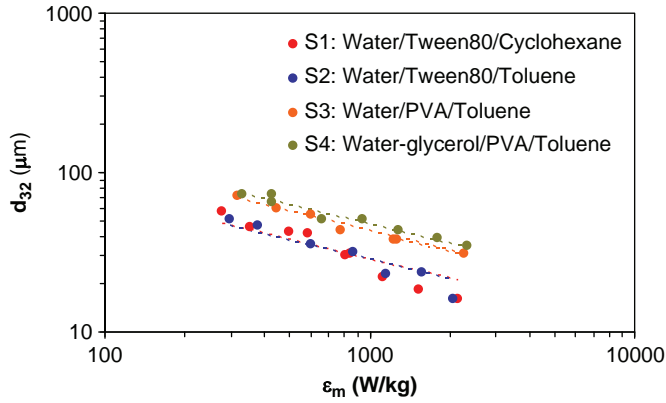 1000
S1: Water/Tween80/Cyclohexane
S2: Water/Tween80/Toluene
S3: Water/PVA/Toluene
S4: Water-glycerol/PVA/Toluene
d32 (μm)
100
10
100
1000
10000
εm (W/kg)